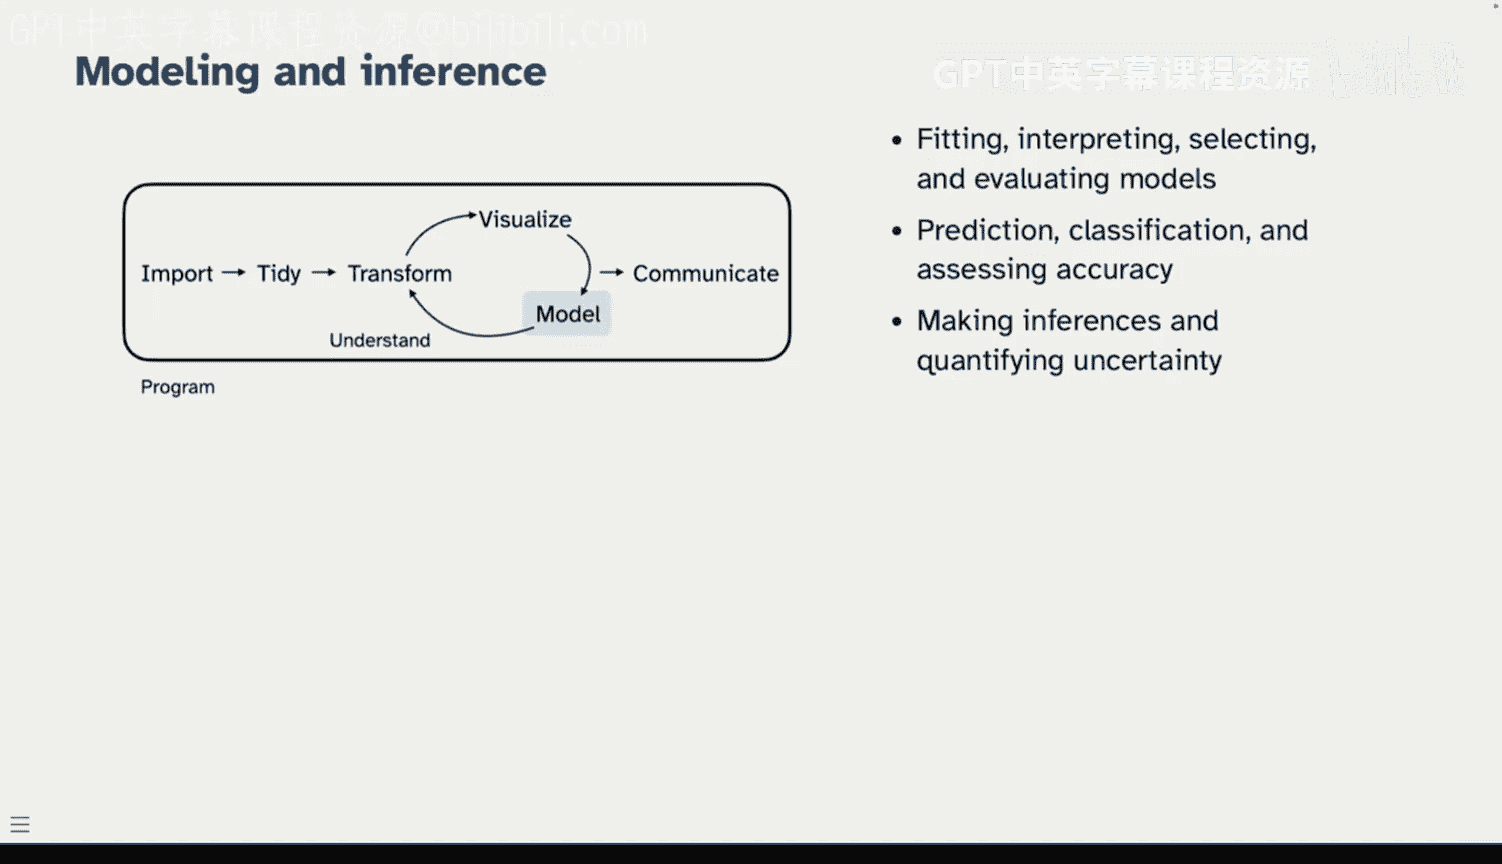 GPT中英字幕课程资源@bilibili.com
Modeling and inference
GPT中英字幕课程资源
Visualize
Import → Tidy → Transform
→ Communicate
Model
Understand
Program
• Fitting, interpreting, selecting,
and evaluating models
• Prediction, classification, and
assessing accuracy
• Making inferences and
quantifying uncertainty